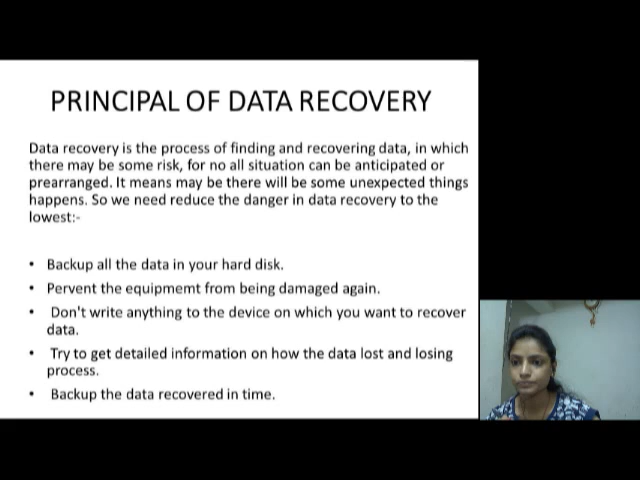 PRINCIPAL OF DATA RECOVERY
Data recovery is the process of finding and recovering data, in which
there may be some risk, for no all situation can be anticipated or
prearranged. It means may be there will be some unexpected things
happens. So we need reduce the danger in data recovery to the
lowest:-
• Backup all the data in your hard disk.
• Pervent the equipmemt from being damaged again.
• Don't write anything to the device on which you want to recover
data.
• Try to get detailed information on how the data lost and losing
process.
• Backup the data recovered in time.